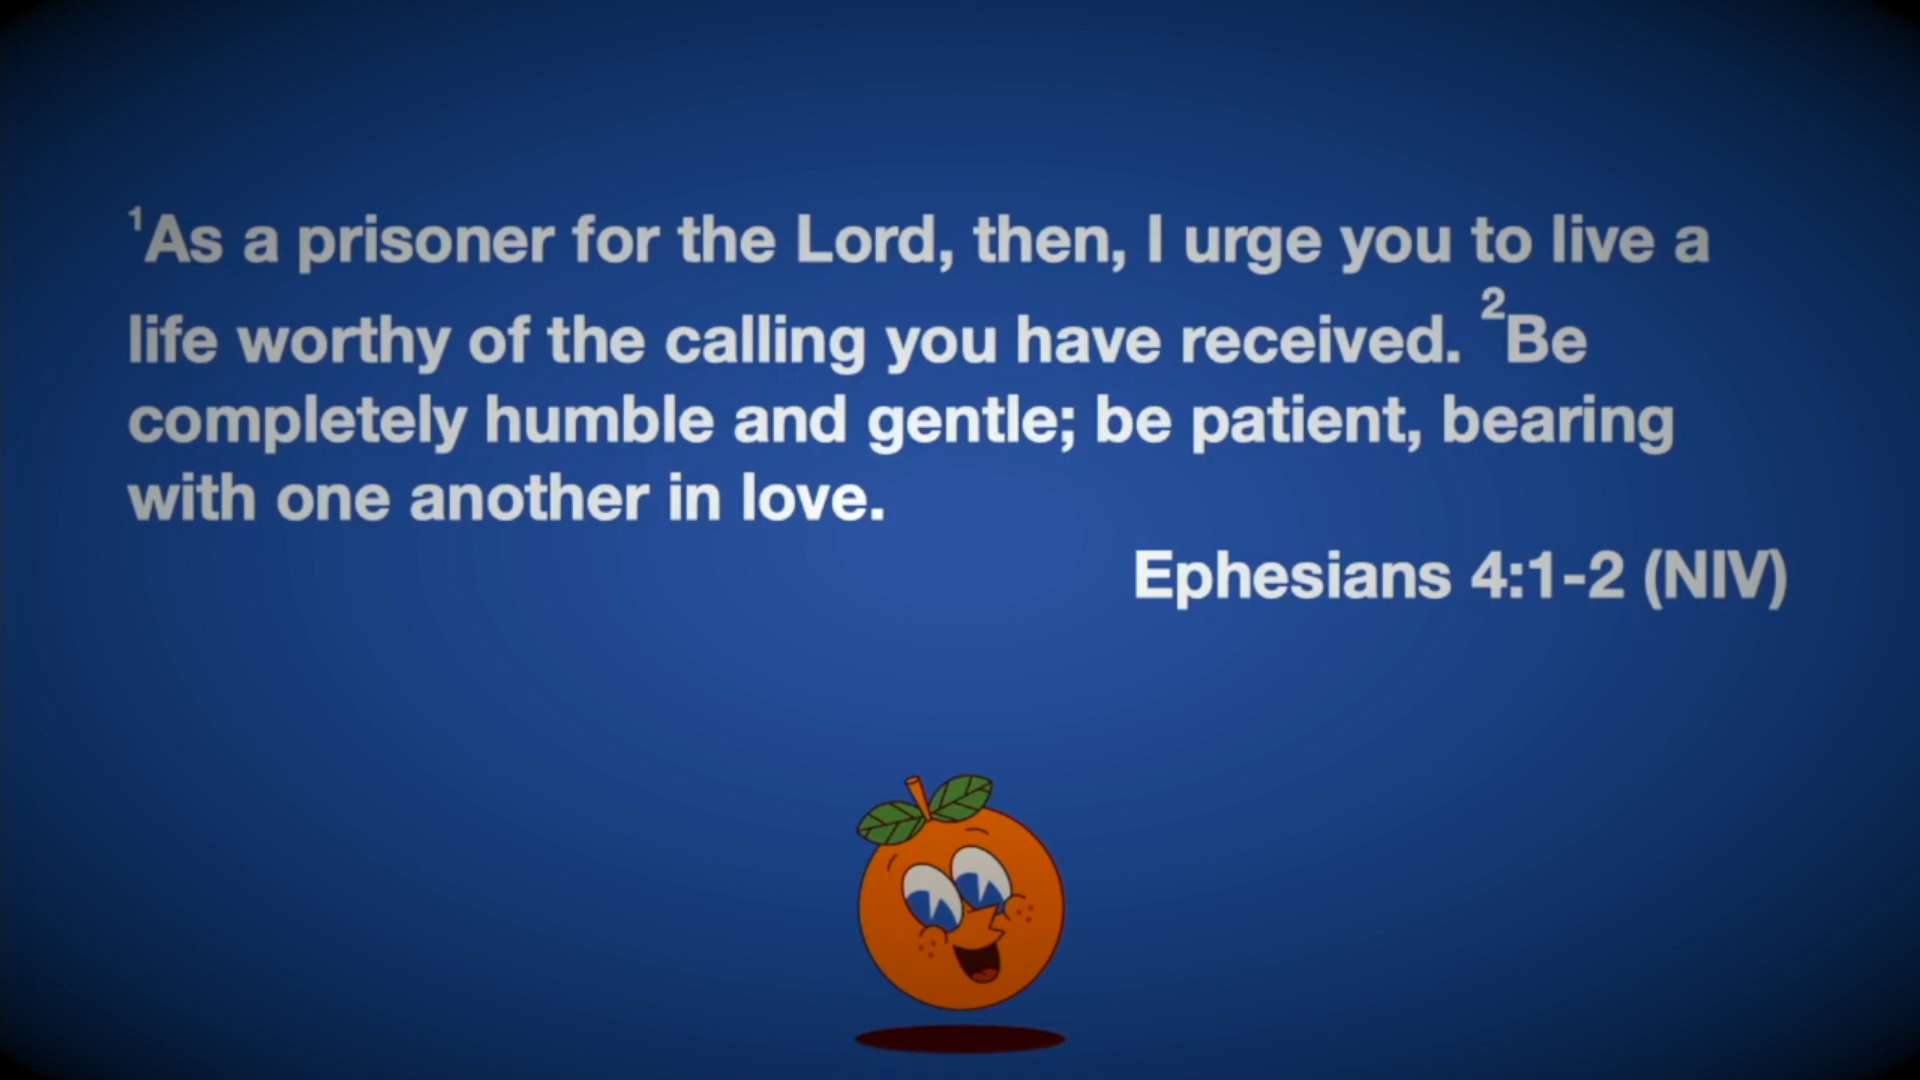 ¹As a prisoner for the Lord, then, I urge you to live a
life worthy of the calling you have received. ²Be
completely humble and gentle; be patient, bearing
with one another in love.
Ephesians 4:1-2 (NIV)